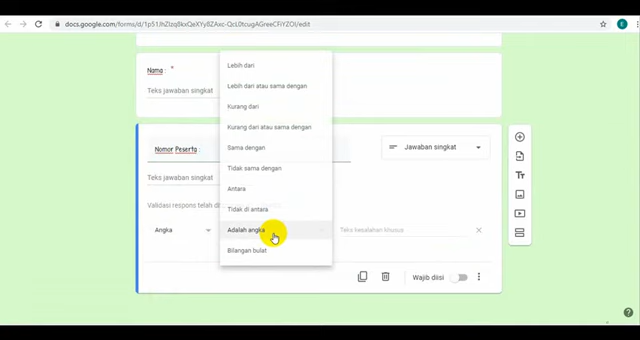 docs.google.com/forms/d/1p51JhZlzq8kxQeXYy8ZAxc-QcL0tcugAGreeCFiYZOI/edit
E
Nama : *
Teks jawaban singkat
Nomor Peserta :
Jawaban singkat
Teks jawaban singkat
Validasi respons telah di
Angka
Lebih dari
Lebih dari atau sama dengan
Kurang dari
Kurang dari atau sama dengan
Sama dengan
Tidak sama dengan
Antara
Tidak di antara
Adalah angka
Bilangan bulat
Teks kesalahan khusus
Wajib diisi